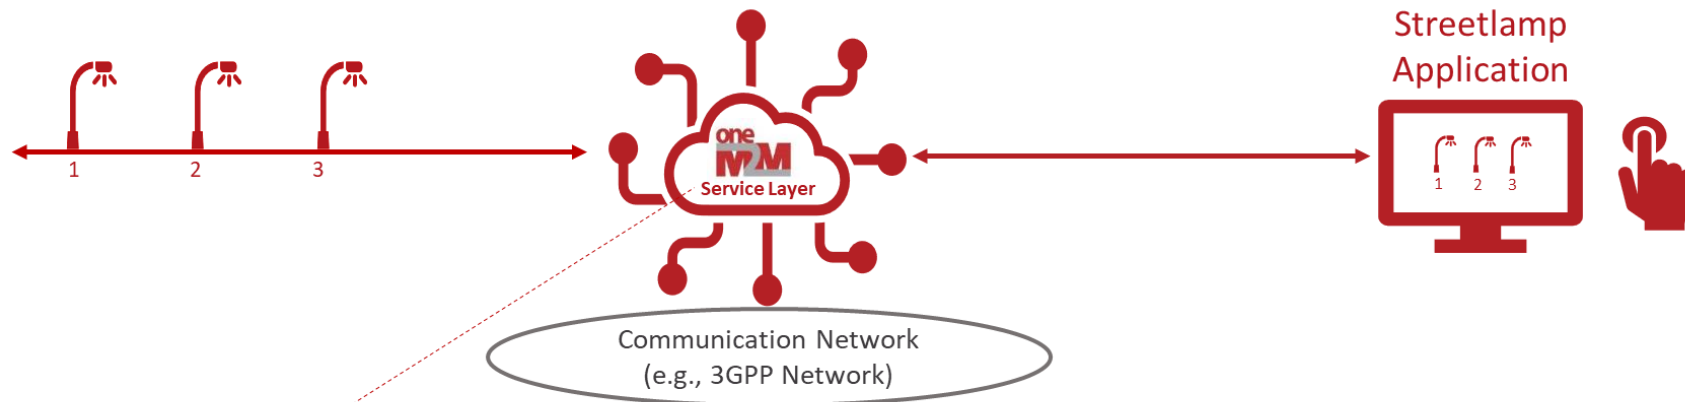 Streetlamp
Application
one
M2M
Service Layer
1
2
3
1
2
3
Communication Network
(e.g., 3GPP Network)